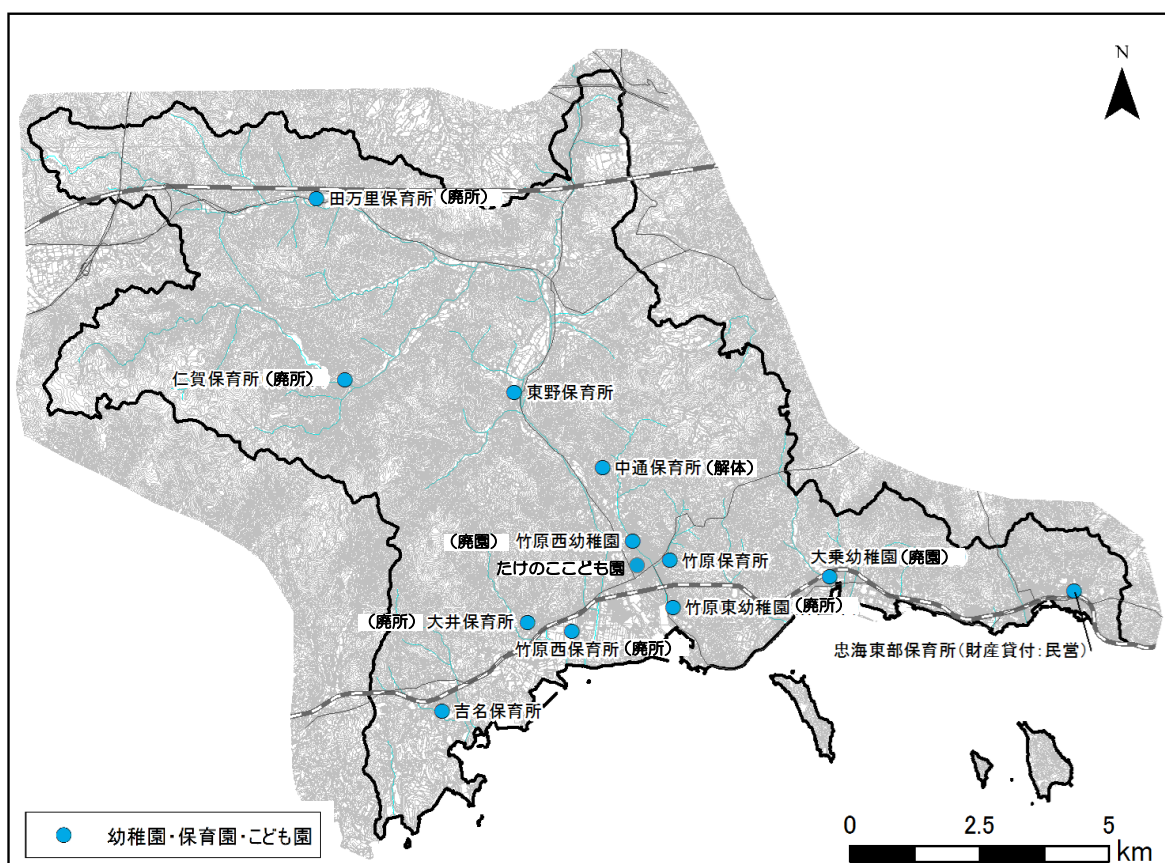 N
田万里保育所(廃所)
仁賀保育所(廃所)
東野保育所
中通保育所(解体)
(廃園) 竹原西幼稚園
竹原保育所
たけのここども園
大乗幼稚園(廃園)
竹原東幼稚園(廃所)
(廃所) 大井保育所
竹原西保育所(廃所)
忠海東部保育所(財産貸付:民営)
吉名保育所
幼稚園・保育園・こども園
0 2.5 5
km